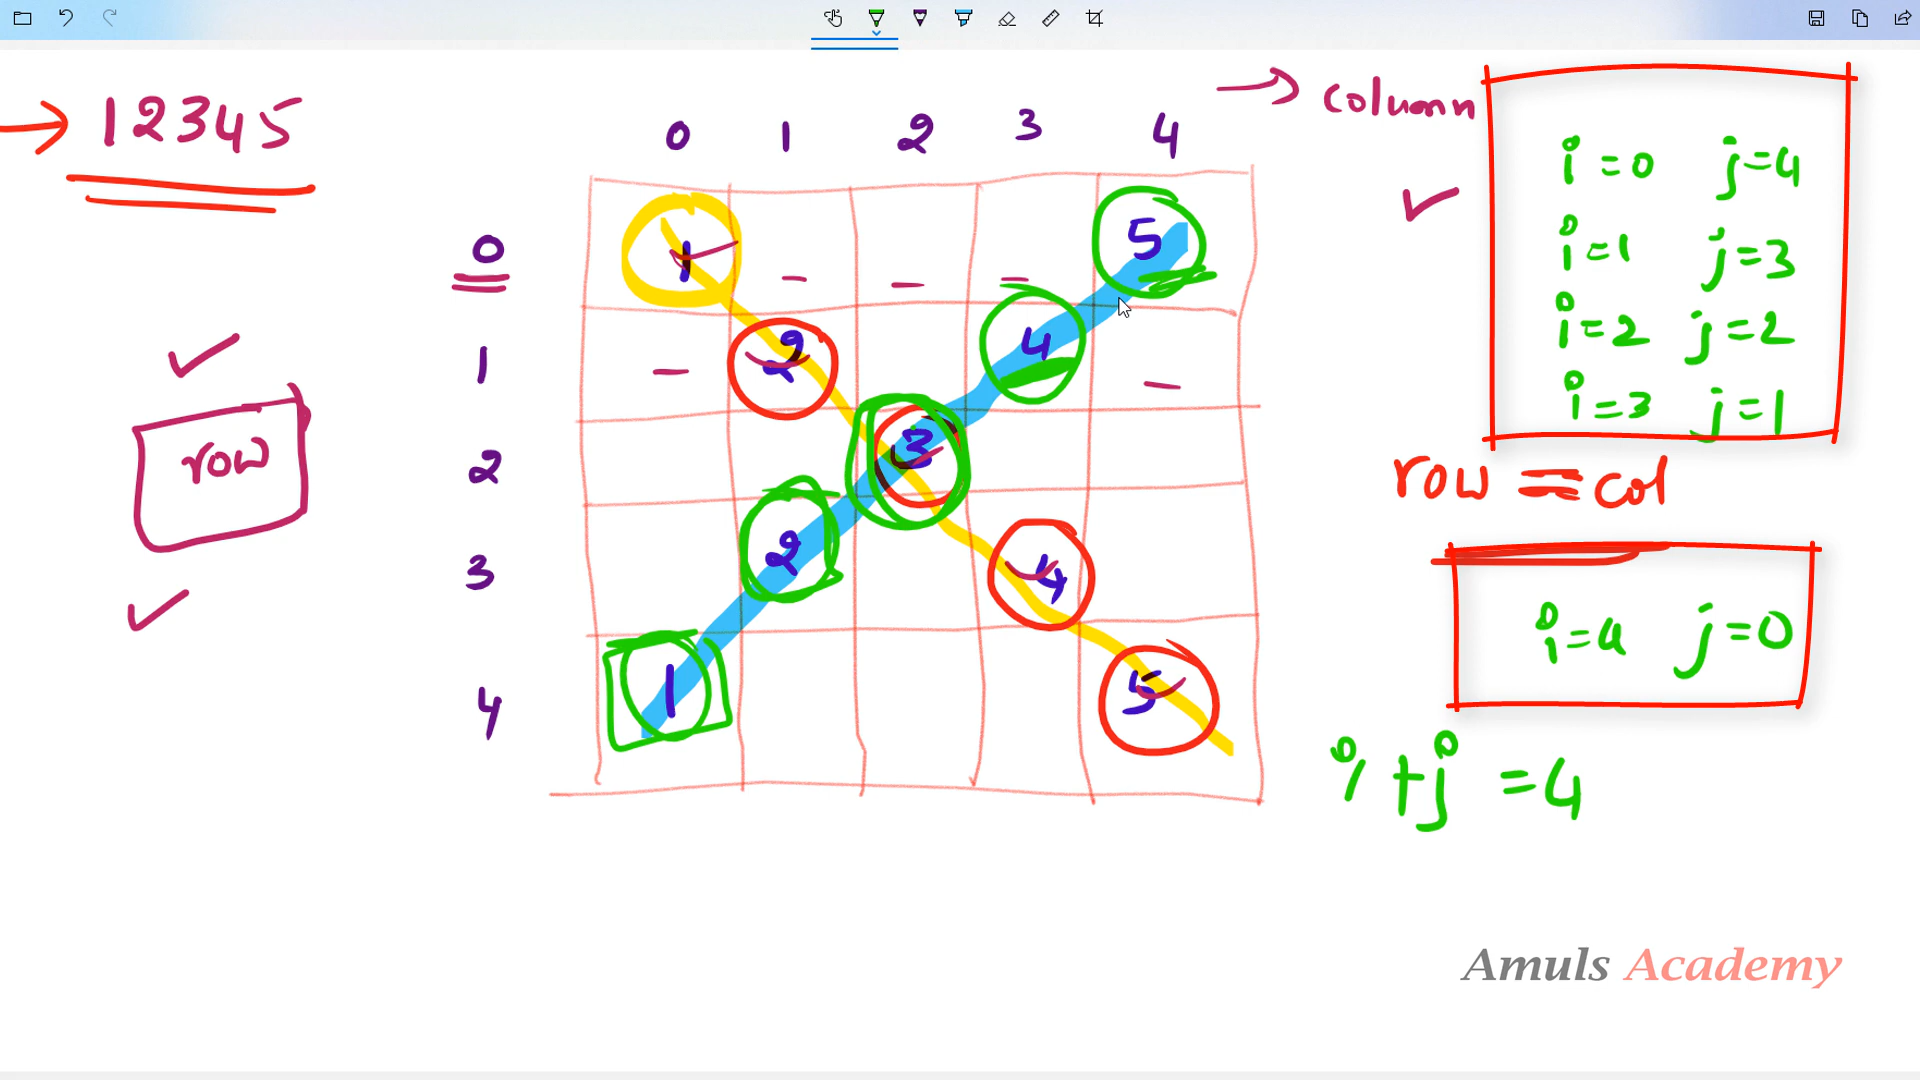 12345
column
0 1 2 3 4
0 1 - - - 5
1 - 2 4 -
2 3
3 2 4
4 1 5
row
i=0 j=4
i=1 j=3
i=2 j=2
i=3 j=1
row = col
i=4 j=0
i+j=4
Amuls Academy